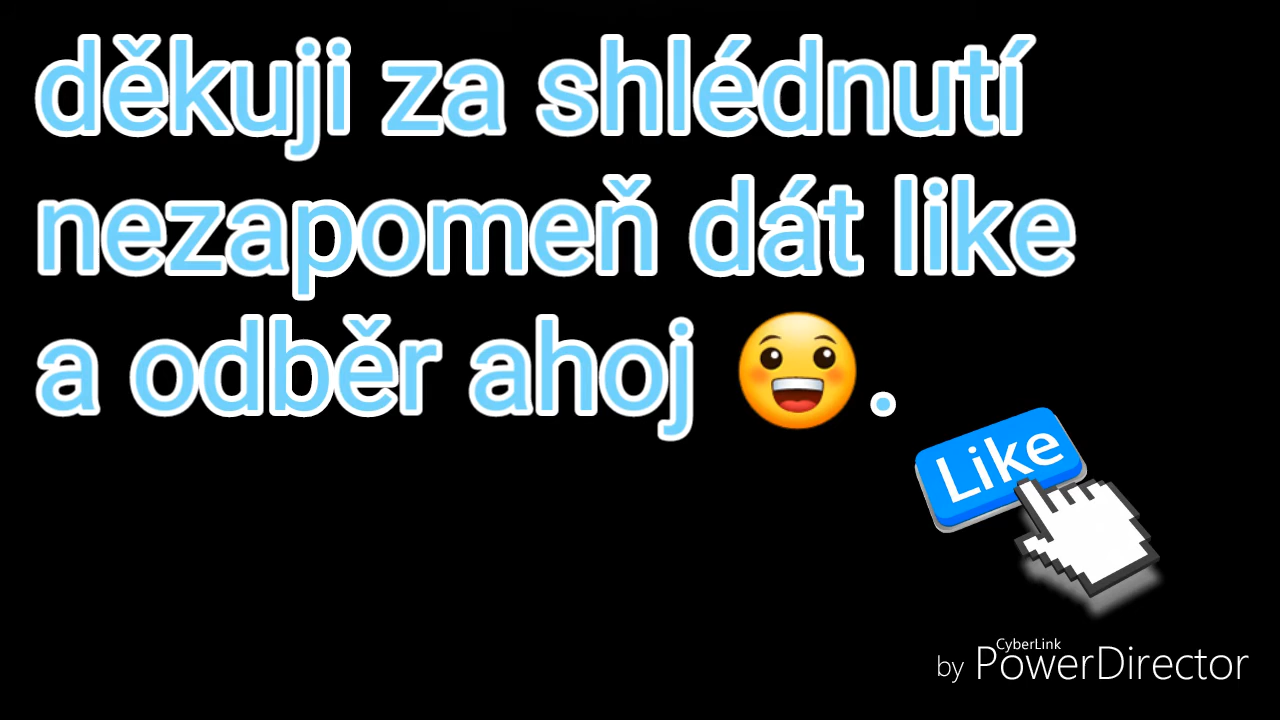 děkuji za shlédnutí
nezapomeň dát like
a odběr ahoj 😀.
Like
CyberLink
by PowerDirector